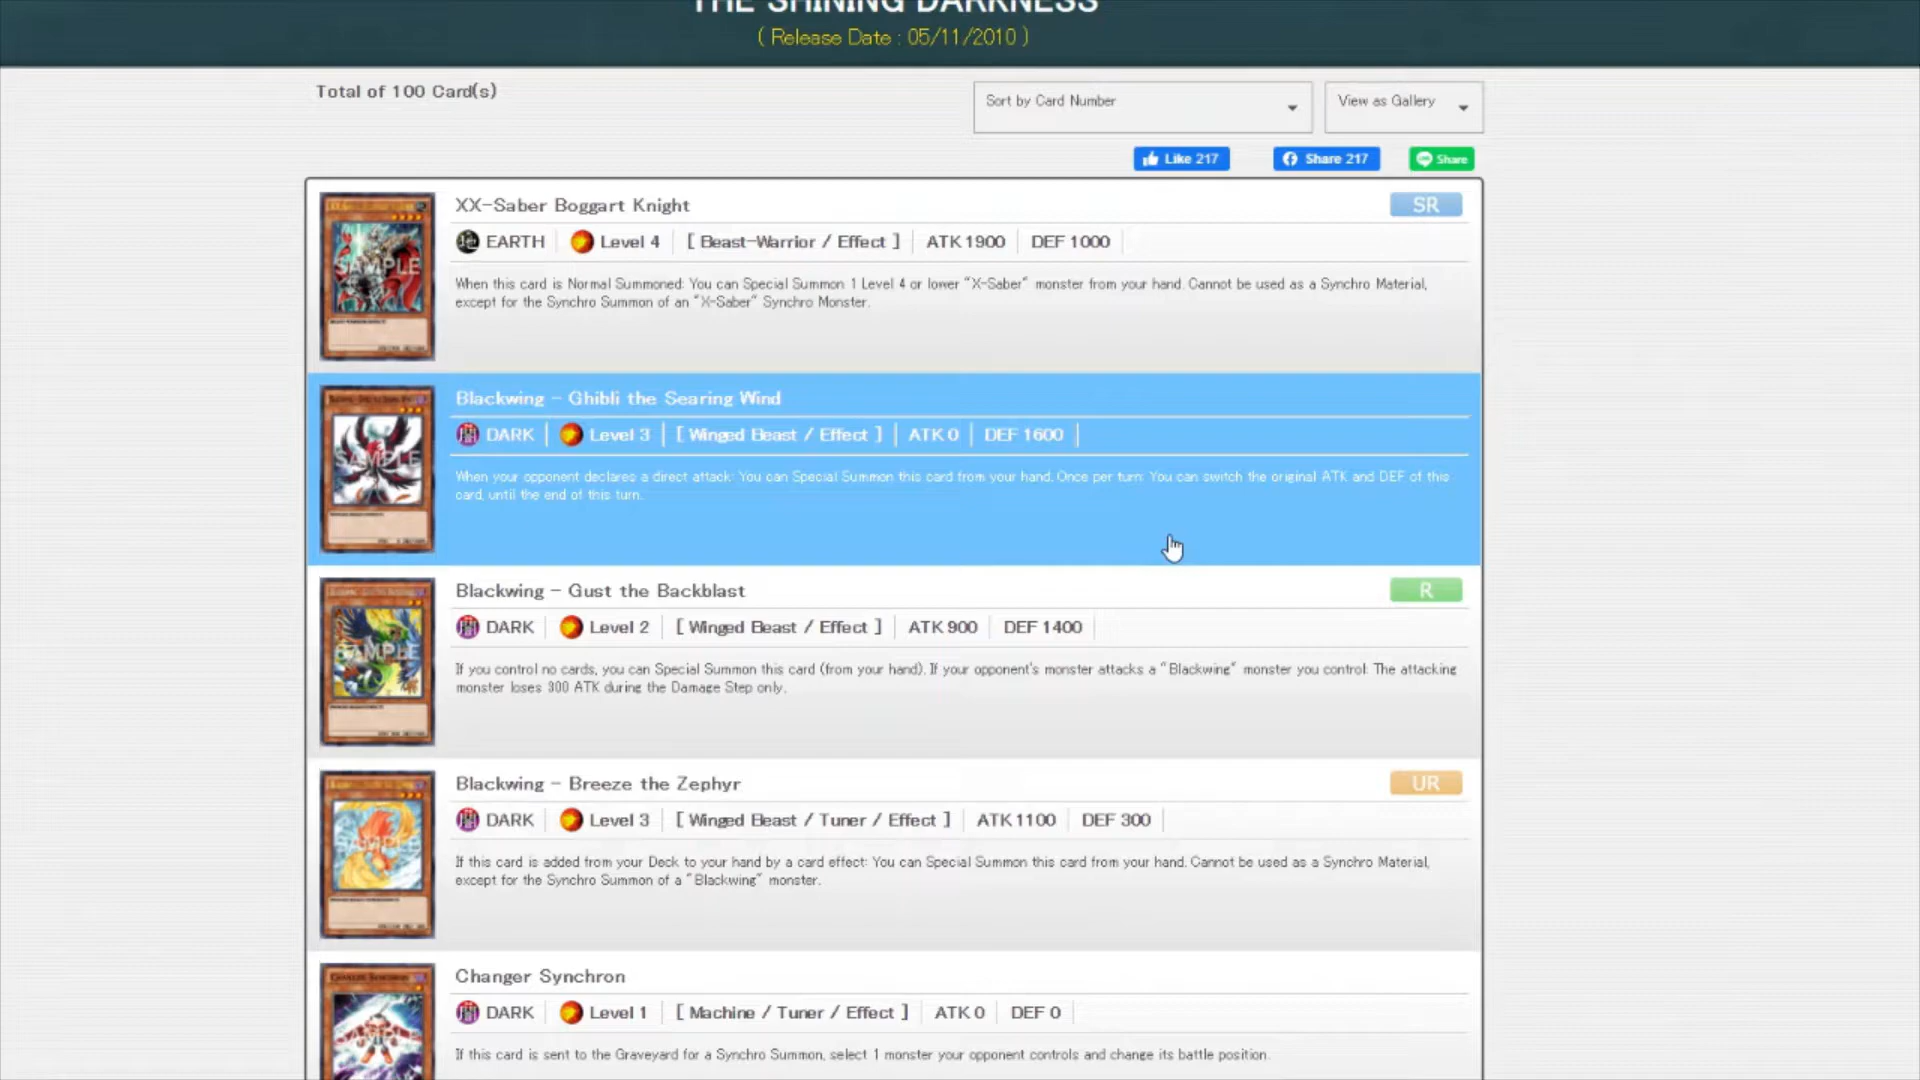 THE SHINING DARKNESS
( Release Date : 05/11/2010 )
Total of 100 Card(s)
Sort by Card Number
View as Gallery
Like 217
Share 217
Share
XX-Saber Boggart Knight
SR
EARTH
Level 4
[ Beast-Warrior / Effect ]
ATK 1900
DEF 1000
When this card is Normal Summoned: You can Special Summon 1 Level 4 or lower "X-Saber" monster from your hand. Cannot be used as a Synchro Material,
except for the Synchro Summon of an "X-Saber" Synchro Monster.
SAMPLE
Blackwing - Ghibli the Searing Wind
DARK
Level 3
[ Winged Beast / Effect ]
ATK 0
DEF 1600
When your opponent declares a direct attack: You can Special Summon this card from your hand. Once per turn: You can switch the original ATK and DEF of this
card, until the end of this turn.
SAMPLE
Blackwing - Gust the Backblast
R
DARK
Level 2
[ Winged Beast / Effect ]
ATK 900
DEF 1400
If you control no cards, you can Special Summon this card (from your hand). If your opponent's monster attacks a "Blackwing" monster you control: The attacking
monster loses 300 ATK during the Damage Step only.
SAMPLE
Blackwing - Breeze the Zephyr
UR
DARK
Level 3
[ Winged Beast / Tuner / Effect ]
ATK 1100
DEF 300
If this card is added from your Deck to your hand by a card effect: You can Special Summon this card from your hand. Cannot be used as a Synchro Material,
except for the Synchro Summon of a "Blackwing" monster.
SAMPLE
Changer Synchron
CHANGER SYNCHRON
DARK
Level 1
[ Machine / Tuner / Effect ]
ATK 0
DEF 0
If this card is sent to the Graveyard for a Synchro Summon, select 1 monster your opponent controls and change its battle position.